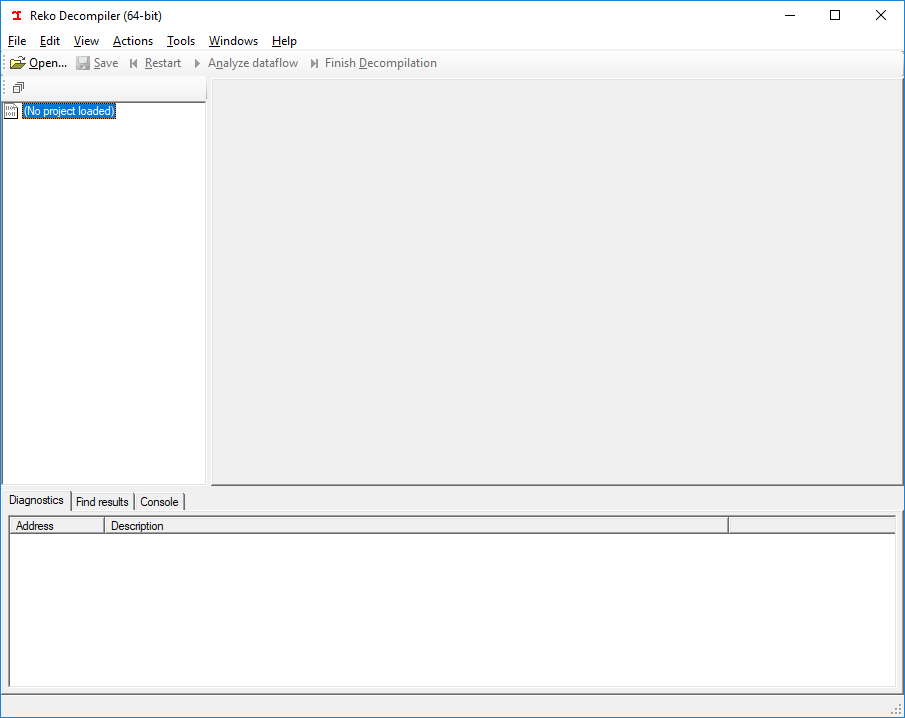 Reko Decompiler (64-bit)
File Edit View Actions Tools Windows Help
Open... Save Restart Analyze dataflow Finish Decompilation
(No project loaded)
Diagnostics Find results Console
Address Description